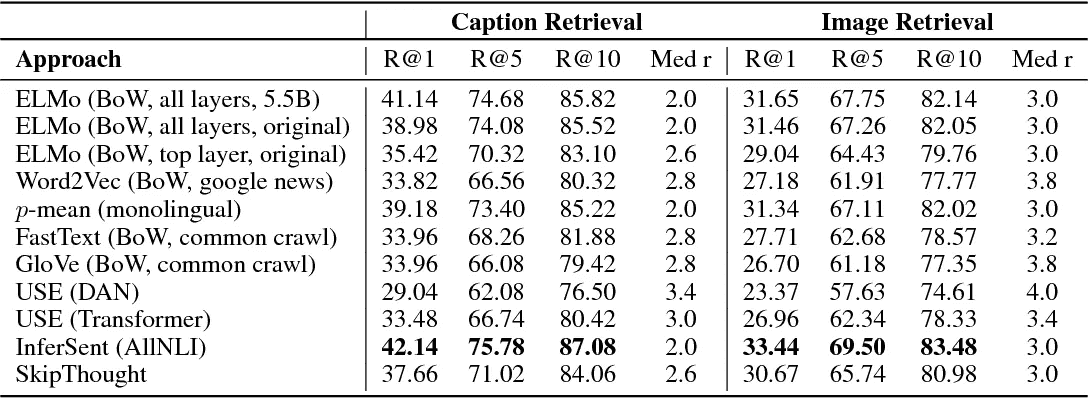 Caption Retrieval Image Retrieval
Approach R@1 R@5 R@10 Med r R@1 R@5 R@10 Med r
ELMo (BoW, all layers, 5.5B) 41.14 74.68 85.82 2.0 31.65 67.75 82.14 3.0
ELMo (BoW, all layers, original) 38.98 74.08 85.52 2.0 31.46 67.26 82.05 3.0
ELMo (BoW, top layer, original) 35.42 70.32 83.10 2.6 29.04 64.43 79.76 3.0
Word2Vec (BoW, google news) 33.82 66.56 80.32 2.8 27.18 61.91 77.77 3.8
p-mean (monolingual) 39.18 73.40 85.22 2.0 31.34 67.11 82.02 3.0
FastText (BoW, common crawl) 33.96 68.26 81.88 2.8 27.71 62.68 78.57 3.2
GloVe (BoW, common crawl) 33.96 66.08 79.42 2.8 26.70 61.18 77.35 3.8
USE (DAN) 29.04 62.08 76.50 3.4 23.37 57.63 74.61 4.0
USE (Transformer) 33.48 66.74 80.42 3.0 26.96 62.34 78.33 3.4
InferSent (AllNLI) 42.14 75.78 87.08 2.0 33.44 69.50 83.48 3.0
SkipThought 37.66 71.02 84.06 2.6 30.67 65.74 80.98 3.0